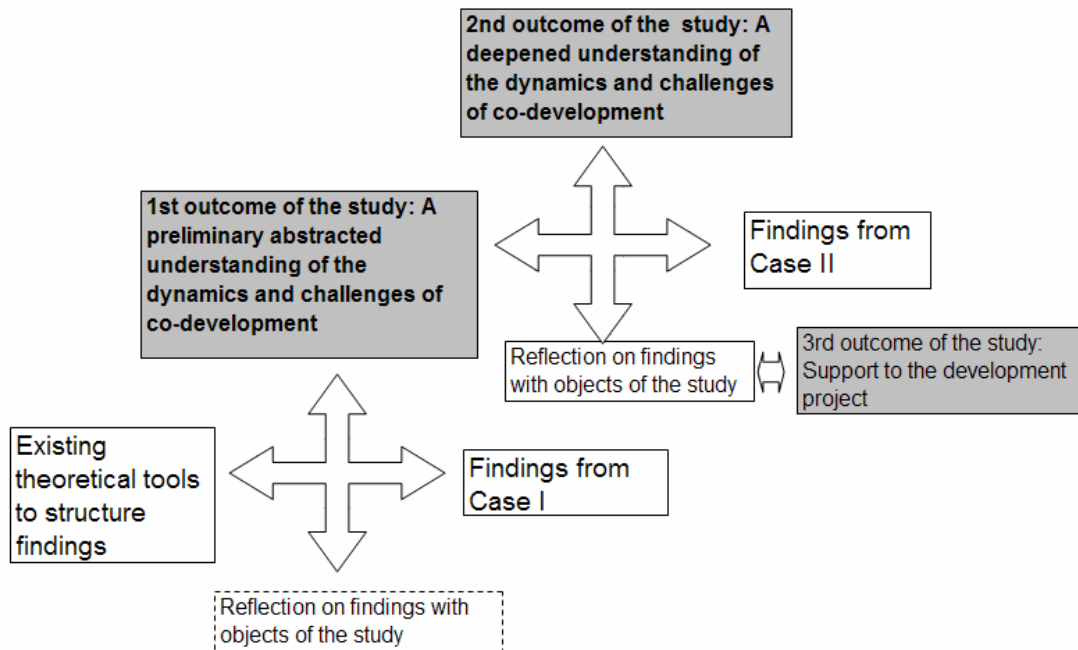 2nd outcome of the study: A
deepened understanding of
the dynamics and challenges
of co-development
1st outcome of the study: A
preliminary abstracted
understanding of the
dynamics and challenges of
co-development
Findings from
Case II
Reflection on findings
with objects of the study
3rd outcome of the study:
Support to the development
project
Existing
theoretical tools
to structure
findings
Findings from
Case I
Reflection on findings with
objects of the study